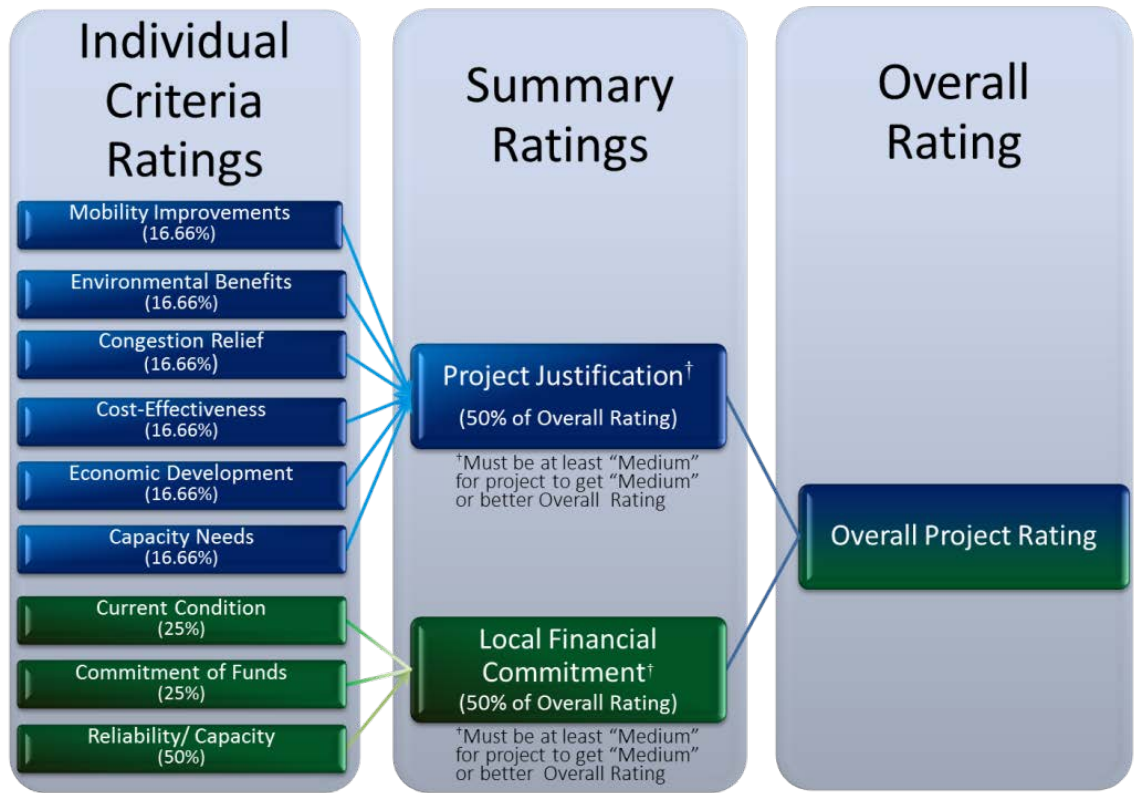 Individual
Criteria
Ratings
Mobility Improvements
(16.66%)
Environmental Benefits
(16.66%)
Congestion Relief
(16.66%)
Cost-Effectiveness
(16.66%)
Economic Development
(16.66%)
Capacity Needs
(16.66%)
Current Condition
(25%)
Commitment of Funds
(25%)
Reliability/ Capacity
(50%)
Summary
Ratings
Project Justification†
(50% of Overall Rating)
†Must be at least “Medium”
for project to get “Medium”
or better Overall Rating
Local Financial
Commitment†
(50% of Overall Rating)
†Must be at least “Medium”
for project to get “Medium”
or better Overall Rating
Overall
Rating
Overall Project Rating